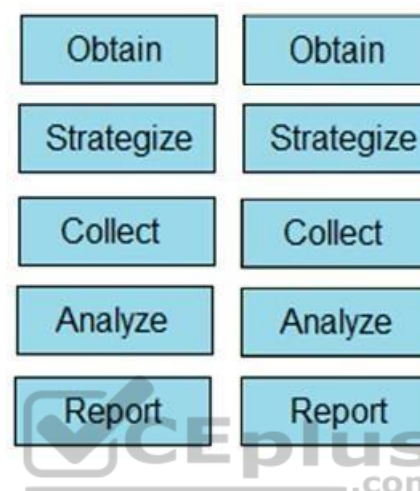 Obtain Obtain
Strategize Strategize
Collect Collect
Analyze Analyze
Report Report
CEplus
.com